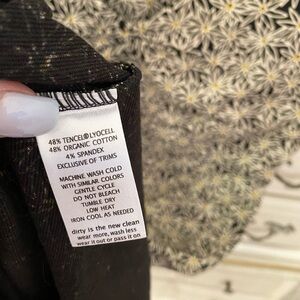 48% TENCEL®LYOCELL
48% ORGANIC COTTON
4% SPANDEX
EXCLUSIVE OF TRIMS
MACHINE WASH COLD
WITH SIMILAR COLORS
GENTLE CYCLE
DO NOT BLEACH
TUMBLE DRY
LOW HEAT
IRON COOL AS NEEDED
dirty is the new clean
wear more, wash less
wear it out or pass it on